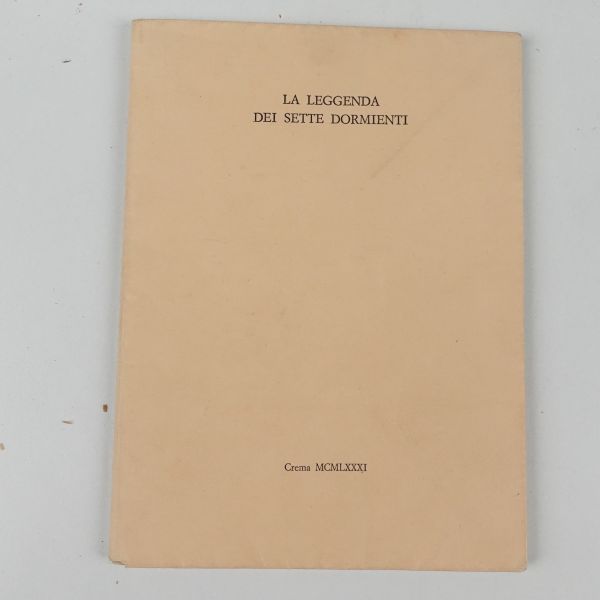 LA LEGGENDA
DEI SETTE DORMIENTI
Crema MCMLXXXI